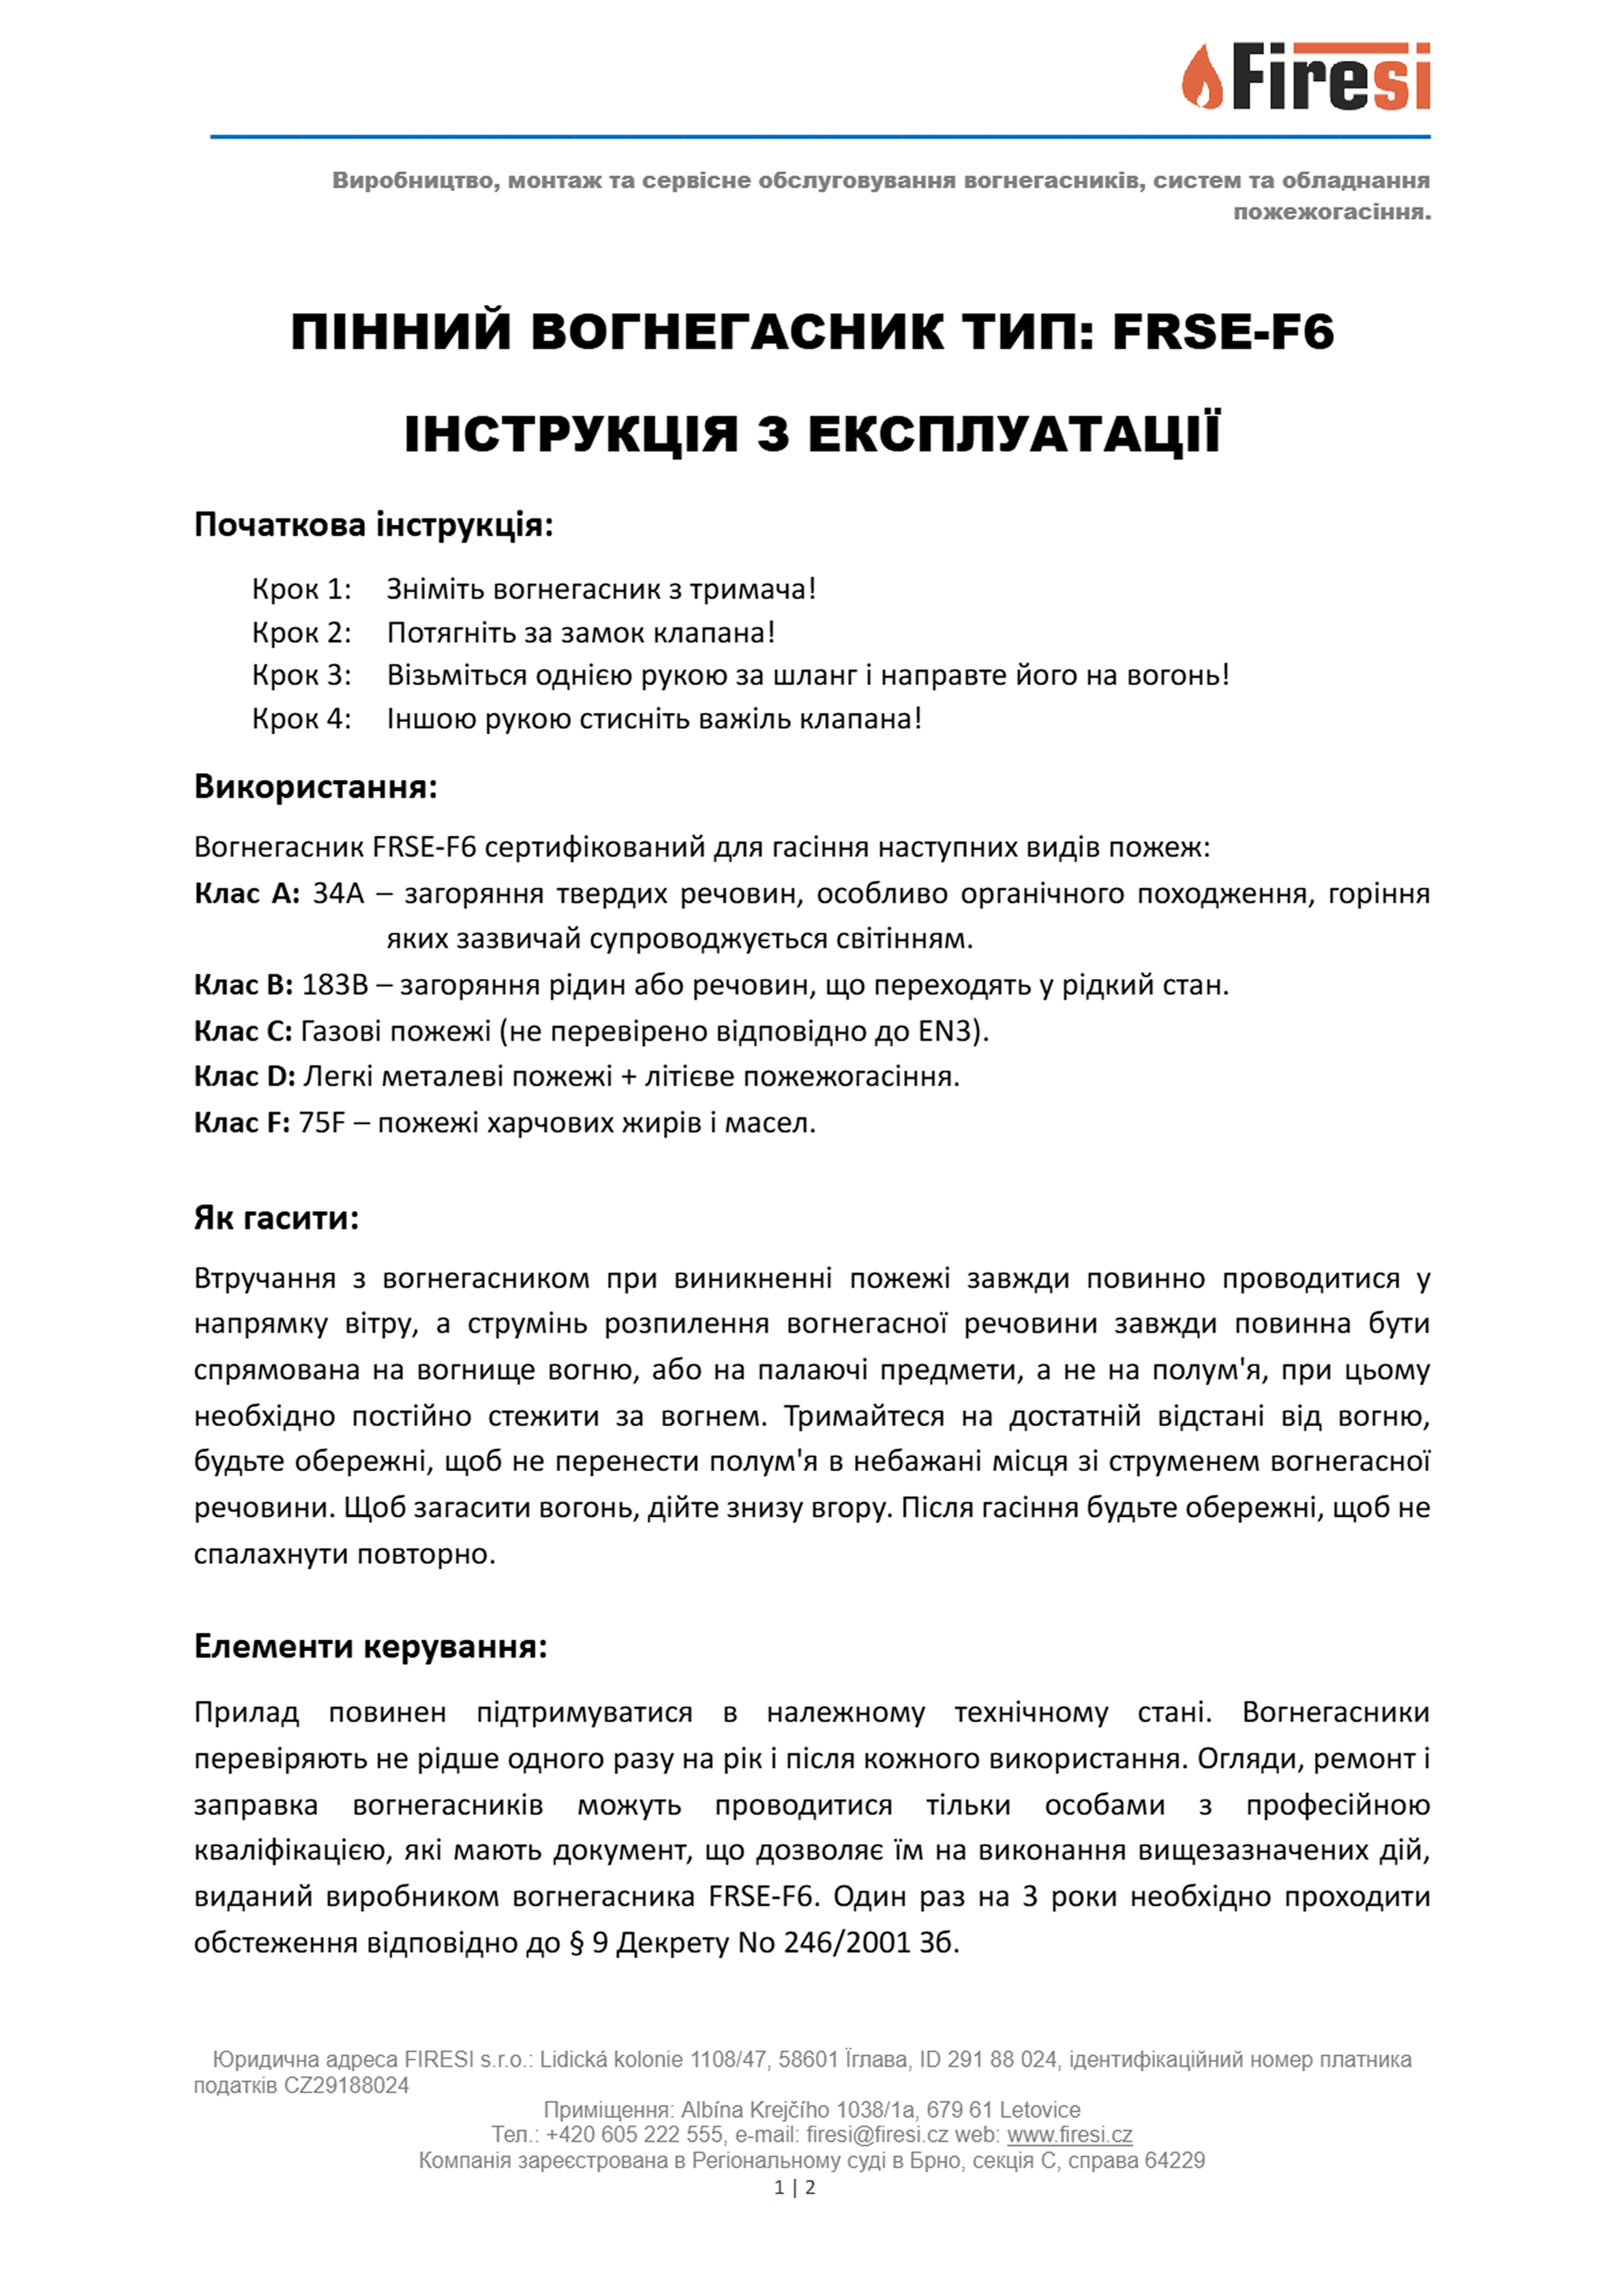 Firesi
Виробництво, монтаж та сервісне обслуговування вогнегасників, систем та обладнання
пожежогасіння.
ПІННИЙ ВОГНЕГАСНИК ТИП: FRSE-F6
ІНСТРУКЦІЯ З ЕКСПЛУАТАЦІЇ
Початкова інструкція:
Крок 1: Зніміть вогнегасник з тримача!
Крок 2: Потягніть за замок клапана!
Крок 3: Візьміться однією рукою за шланг і направте його на вогонь!
Крок 4: Іншою рукою стисніть важіль клапана!
Використання:
Вогнегасник FRSE-F6 сертифікований для гасіння наступних видів пожеж:
Клас A: 34A – загоряння твердих речовин, особливо органічного походження, горіння
яких зазвичай супроводжується світінням.
Клас B: 183B – загоряння рідин або речовин, що переходять у рідкий стан.
Клас C: Газові пожежі (не перевірено відповідно до EN3).
Клас D: Легкі металеві пожежі + літієве пожежогасіння.
Клас F: 75F – пожежі харчових жирів і масел.
Як гасити:
Втручання з вогнегасником при виникненні пожежі завжди повинно проводитися у
напрямку вітру, а струмінь розпилення вогнегасної речовини завжди повинна бути
спрямована на вогнище вогню, або на палаючі предмети, а не на полум'я, при цьому
необхідно постійно стежити за вогнем. Тримайтеся на достатній відстані від вогню,
будьте обережні, щоб не перенести полум'я в небажані місця зі струменем вогнегасної
речовини. Щоб загасити вогонь, дійте знизу вгору. Після гасіння будьте обережні, щоб не
спалахнути повторно.
Елементи керування:
Прилад повинен підтримуватися в належному технічному стані. Вогнегасники
перевіряють не рідше одного разу на рік і після кожного використання. Огляди, ремонт і
заправка вогнегасників можуть проводитися тільки особами з професійною
кваліфікацією, які мають документ, що дозволяє їм на виконання вищезазначених дій,
виданий виробником вогнегасника FRSE-F6. Один раз на 3 роки необхідно проходити
обстеження відповідно до § 9 Декрету No 246/2001 Зб.
Юридична адреса FIRESI s.r.o.: Lidická kolonie 1108/47, 58601 Їглава, ID 291 88 024, ідентифікаційний номер платника
податків CZ29188024
Приміщення: Albína Krejčího 1038/1a, 679 61 Letovice
Тел.: +420 605 222 555, e-mail: firesi@firesi.cz web: www.firesi.cz
Компанія зареєстрована в Регіональному суді в Брно, секція C, справа 64229
1 | 2